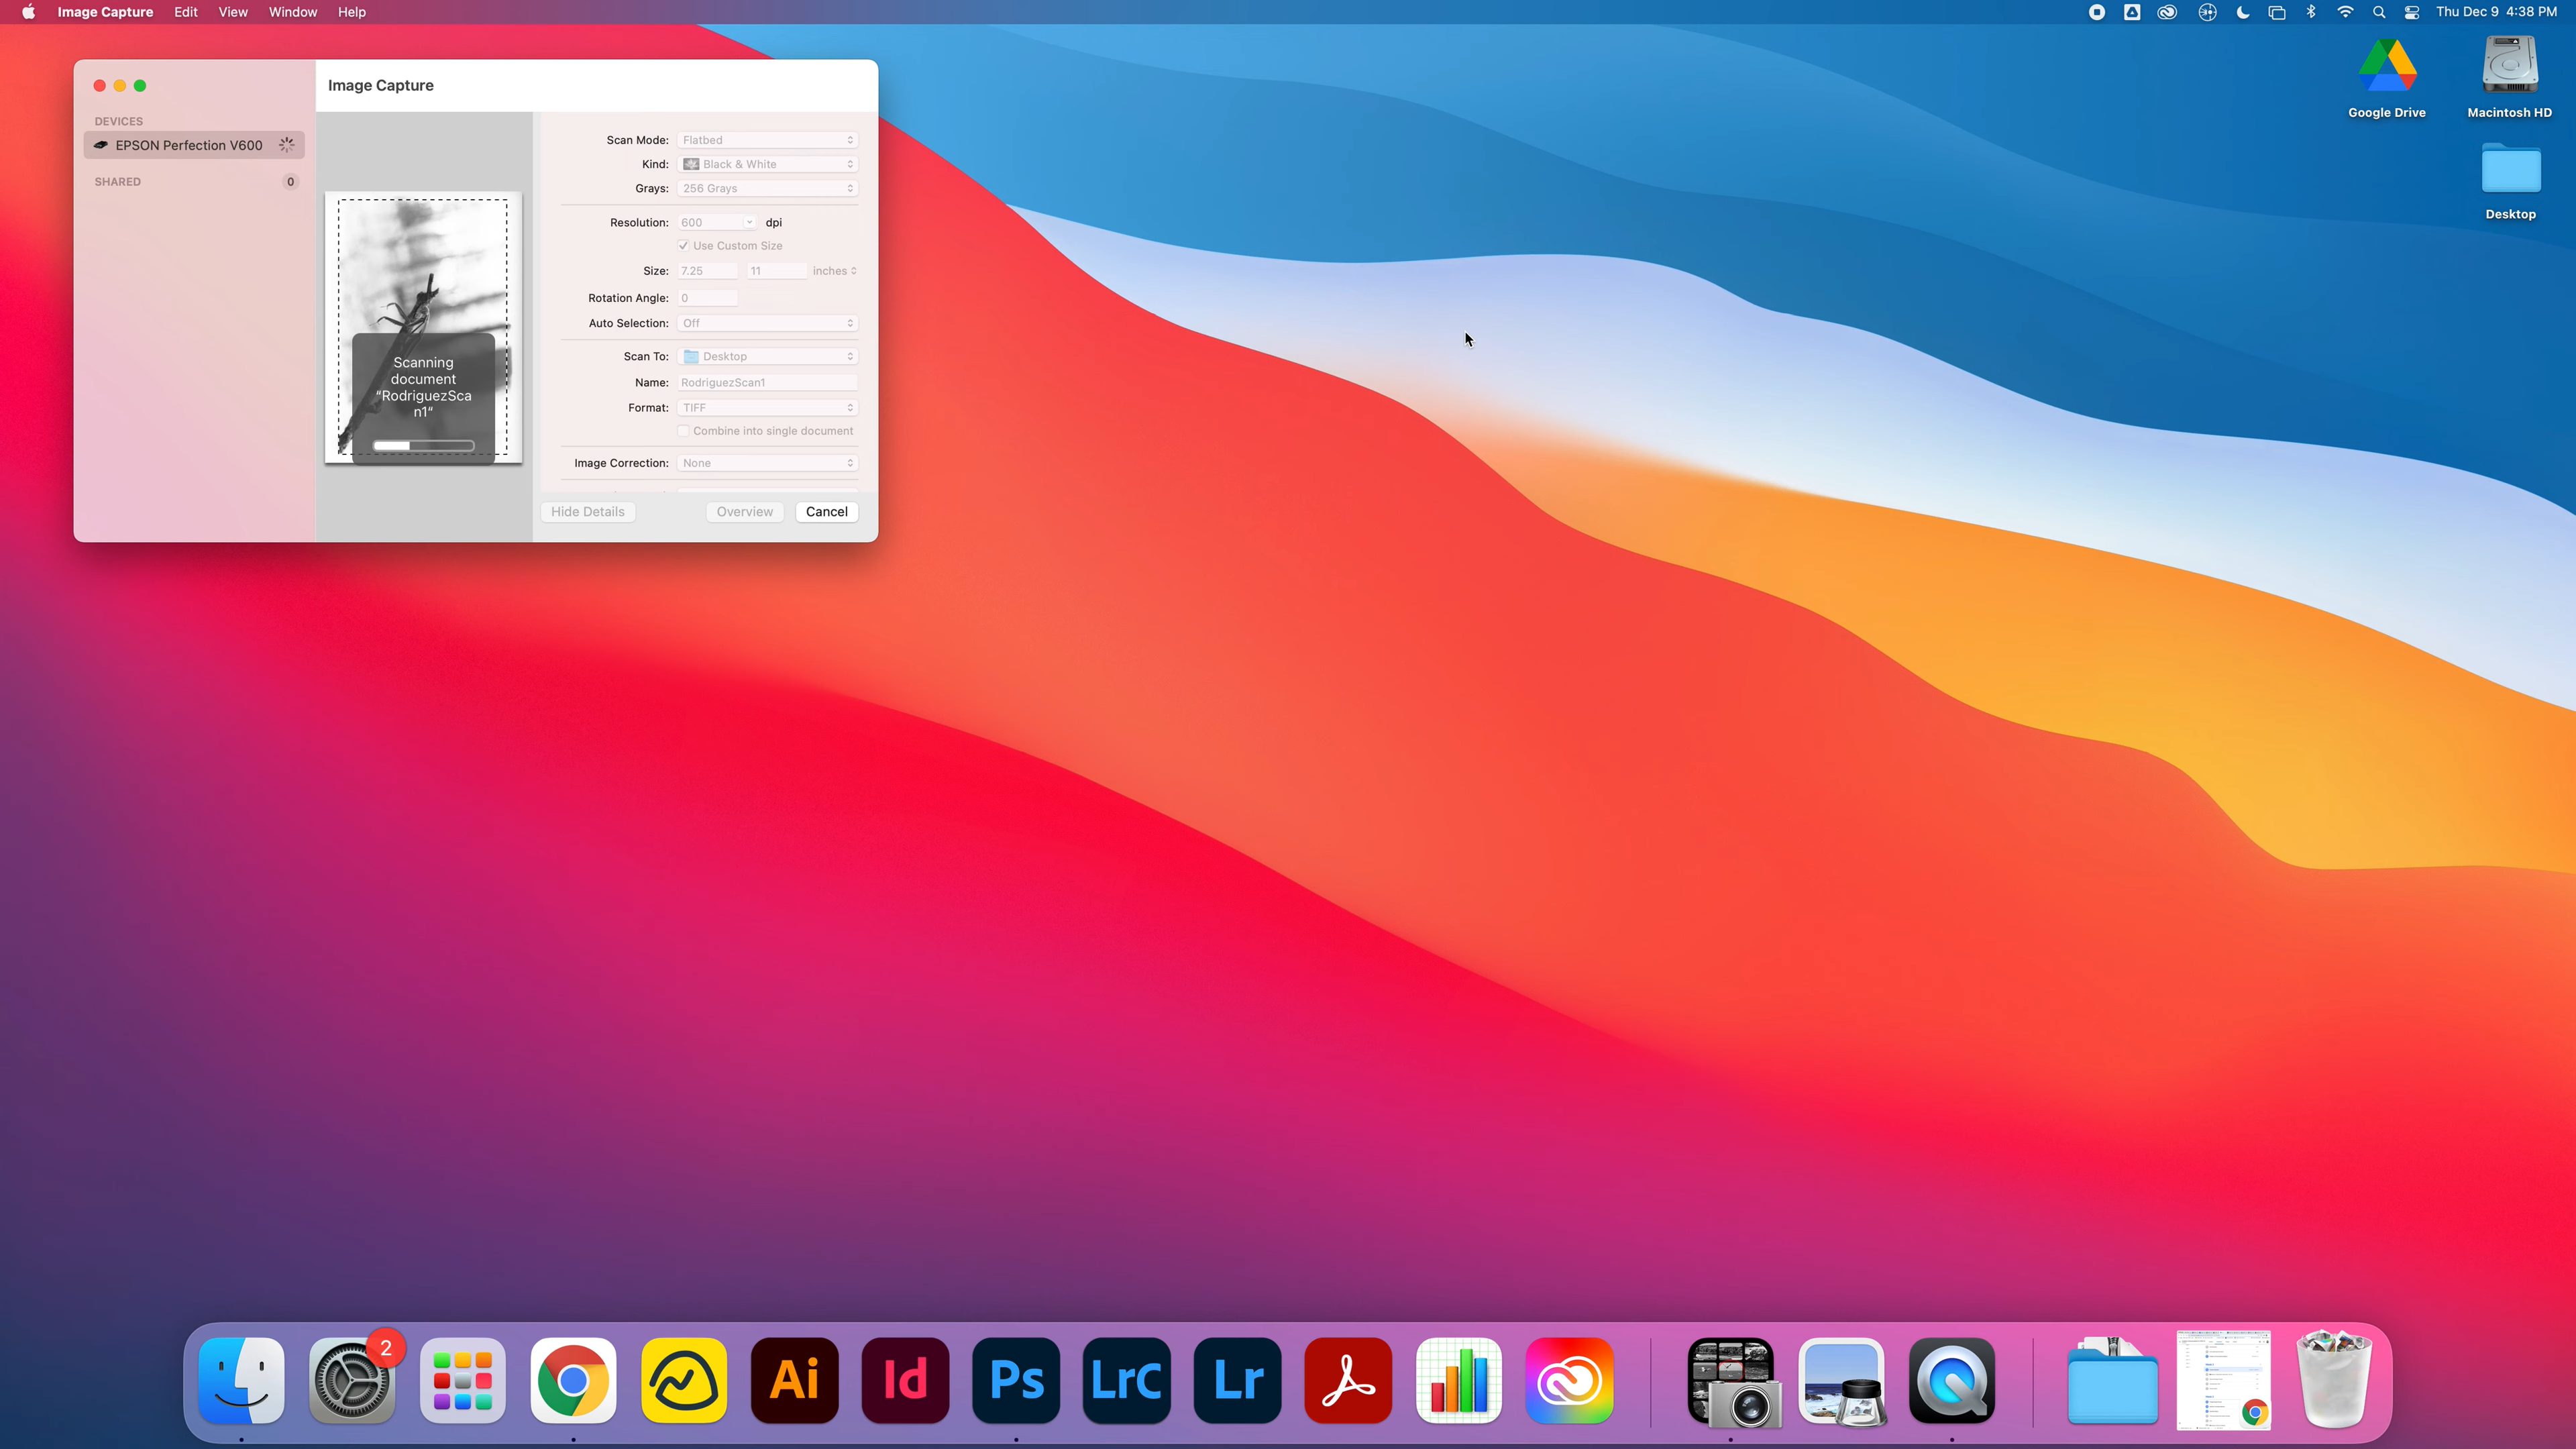 Image Capture Edit View Window Help
Thu Dec 9 4:38 PM
Google Drive
Macintosh HD
Desktop
Image Capture
DEVICES
EPSON Perfection V600
SHARED 0
Scanning
document
“RodriguezSca
n1“
Scan Mode: Flatbed
Kind: Black & White
Grays: 256 Grays
Resolution: 600 dpi
Use Custom Size
Size: 7.25 11 inches
Rotation Angle: 0
Auto Selection: Off
Scan To: Desktop
Name: RodriguezScan1
Format: TIFF
Combine into single document
Image Correction: None
Hide Details Overview Cancel
2
Ai Id Ps LrC Lr